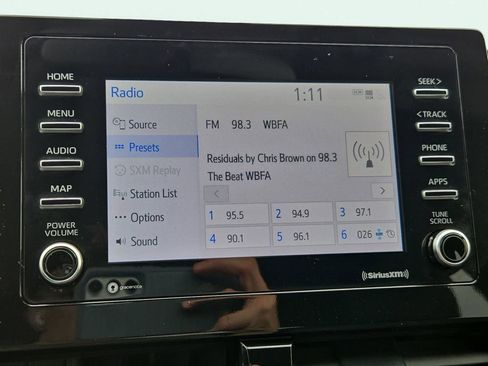 HOME
MENU
AUDIO
MAP
POWER
VOLUME
Radio
1:11
Source
Presets
SXM Replay
Station List
Options
Sound
FM 98.3 WBFA
Residuals by Chris Brown on 98.3
The Beat WBFA
1 95.5
2 94.9
3 97.1
4 90.1
5 96.1
6 026
SEEK >
< TRACK
PHONE
APPS
TUNE
SCROLL
gracenote
SiriusXM